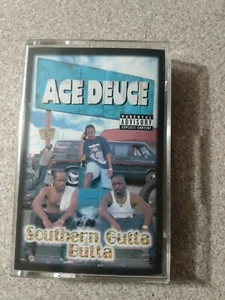 ACE DEUCE
PARENTAL
ADVISORY
EXPLICIT CONTENT
Southern Gutta
Butta